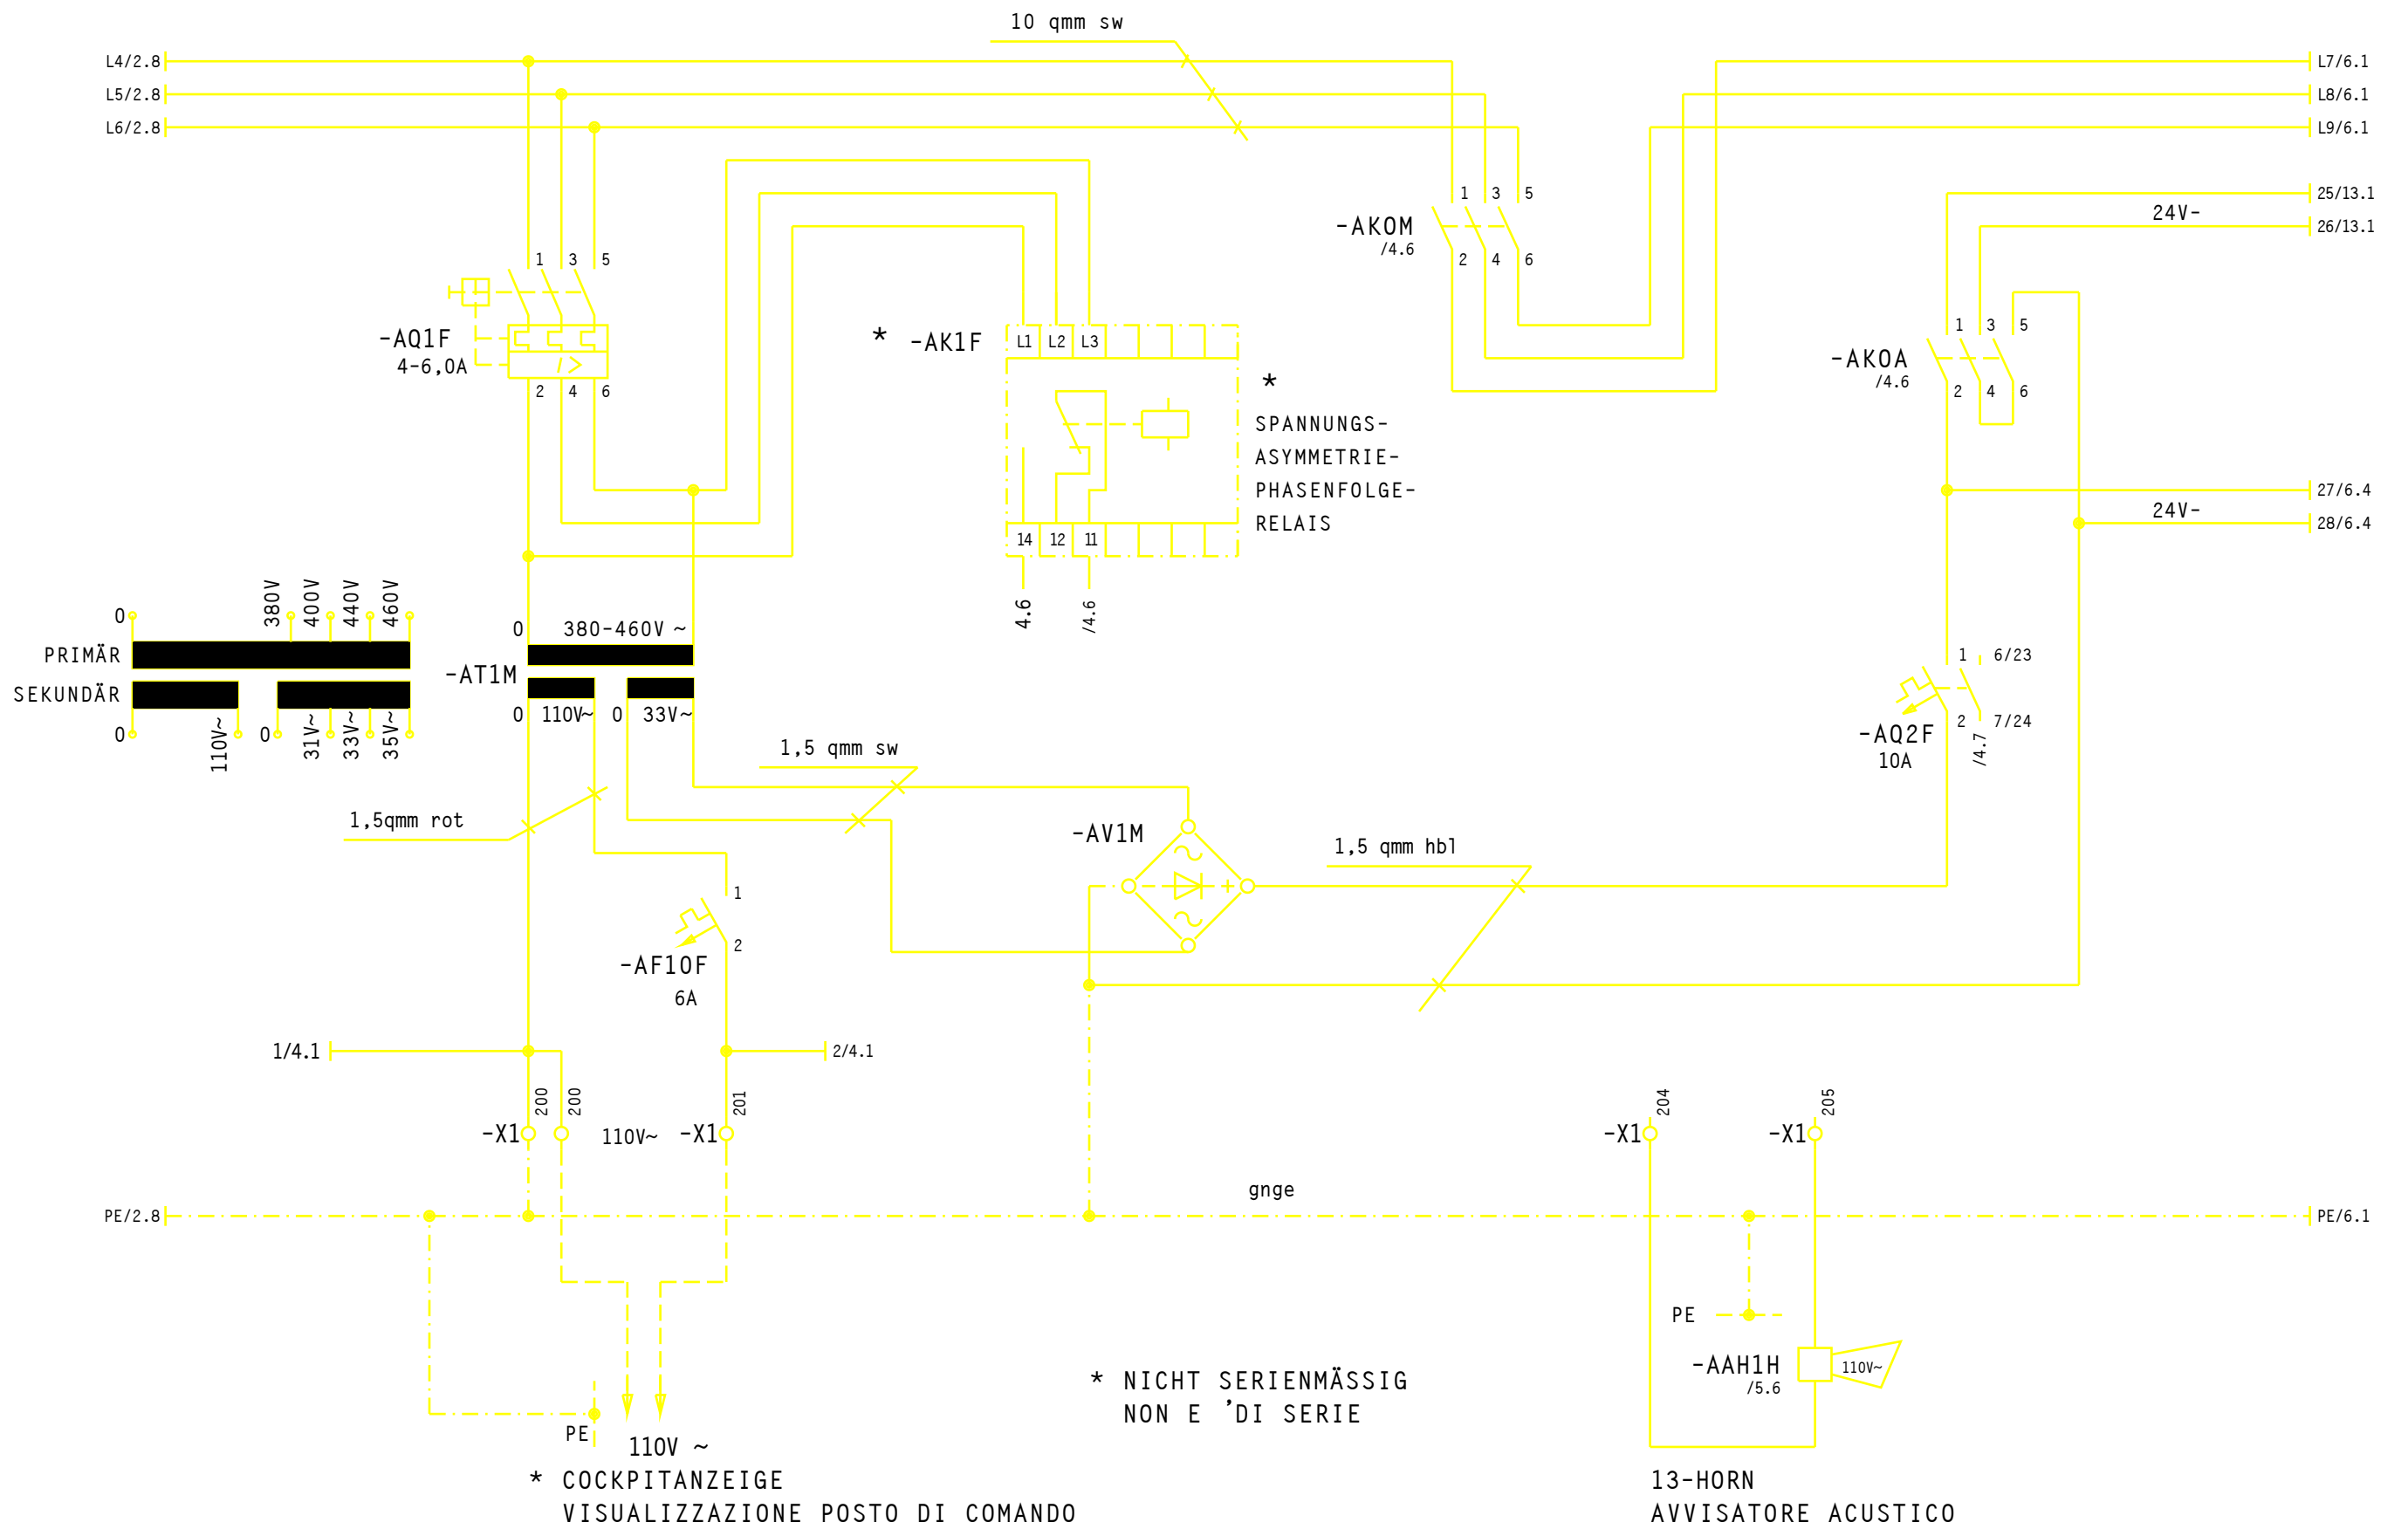 10 qmm sw
L4/2.8
L7/6.1
L5/2.8
L8/6.1
L6/2.8
L9/6.1
1 3 5
25/13.1
24V-
-AK0M
/4.6
26/13.1
2 4 6
1 3 5
-AQ1F
4-6,0A
I>
2 4 6
* -AK1F
L1 L2 L3
*
SPANNUNGS-
ASYMMETRIE-
PHASENFOLGE-
RELAIS
14 12 11
4.6
/4.6
1 3 5
-AK0A
/4.6
2 4 6
27/6.4
24V-
28/6.4
0
380V
400V
440V
460V
PRIMÄR
SEKUNDÄR
0
110V~
0
31V~
33V~
35V~
0 380-460V ~
-AT1M
0 110V~ 0 33V~
1 6/23
2 7/24
-AQ2F
10A
/4.7
1,5 qmm sw
1,5qmm rot
-AV1M
+
1,5 qmm hbl
1
2
-AF10F
6A
1/4.1
2/4.1
200
200
201
204
205
-X1
110V~
-X1
-X1
-X1
gnge
PE/2.8
PE/6.1
PE
-AAH1H
/5.6
110V~
* NICHT SERIENMÄSSIG
NON E 'DI SERIE
PE
110V ~
* COCKPITANZEIGE
VISUALIZZAZIONE POSTO DI COMANDO
13-HORN
AVVISATORE ACUSTICO